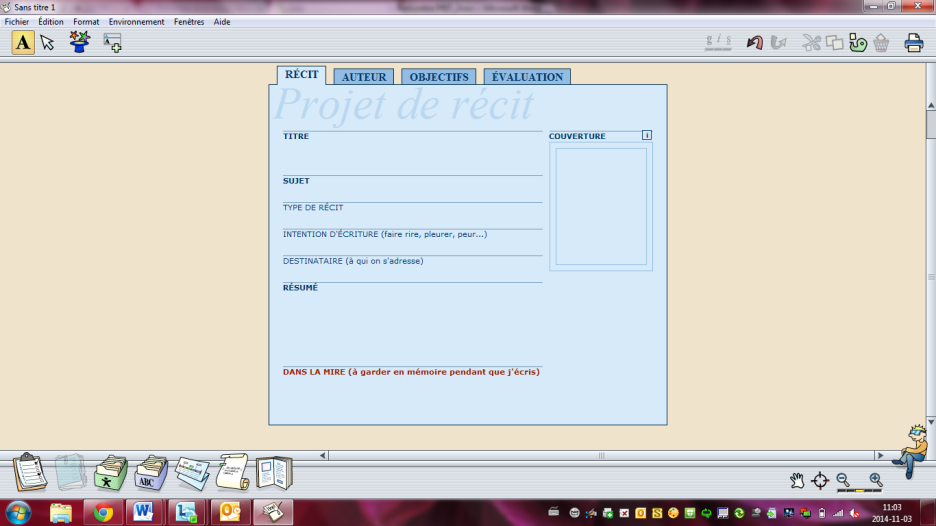 Sans titre 1
Fichier Édition Format Environnement Fenêtres Aide
A
g / s
RÉCIT AUTEUR OBJECTIFS ÉVALUATION
Projet de récit
TITRE
COUVERTURE i
SUJET
TYPE DE RÉCIT
INTENTION D'ÉCRITURE (faire rire, pleurer, peur...)
DESTINATAIRE (à qui on s'adresse)
RÉSUMÉ
DANS LA MIRE (à garder en mémoire pendant que j'écris)
ABC
11:03
2014-11-03